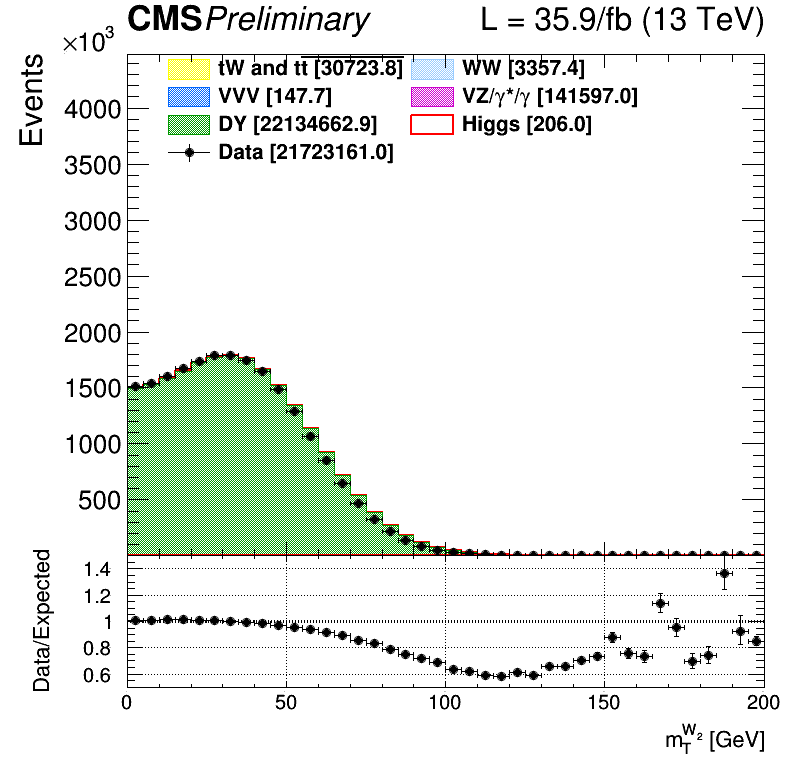 CMS Preliminary L = 35.9/fb (13 TeV)
×10³
Events
tW and tt [30723.8] WW [3357.4]
VVV [147.7] VZ/γ*/γ [141597.0]
DY [22134662.9] Higgs [206.0]
Data [21723161.0]
4000
3500
3000
2500
2000
1500
1000
500
Data/Expected
1.4
1.2
1
0.8
0.6
0 50 100 150 200
m_T^{W_2} [GeV]